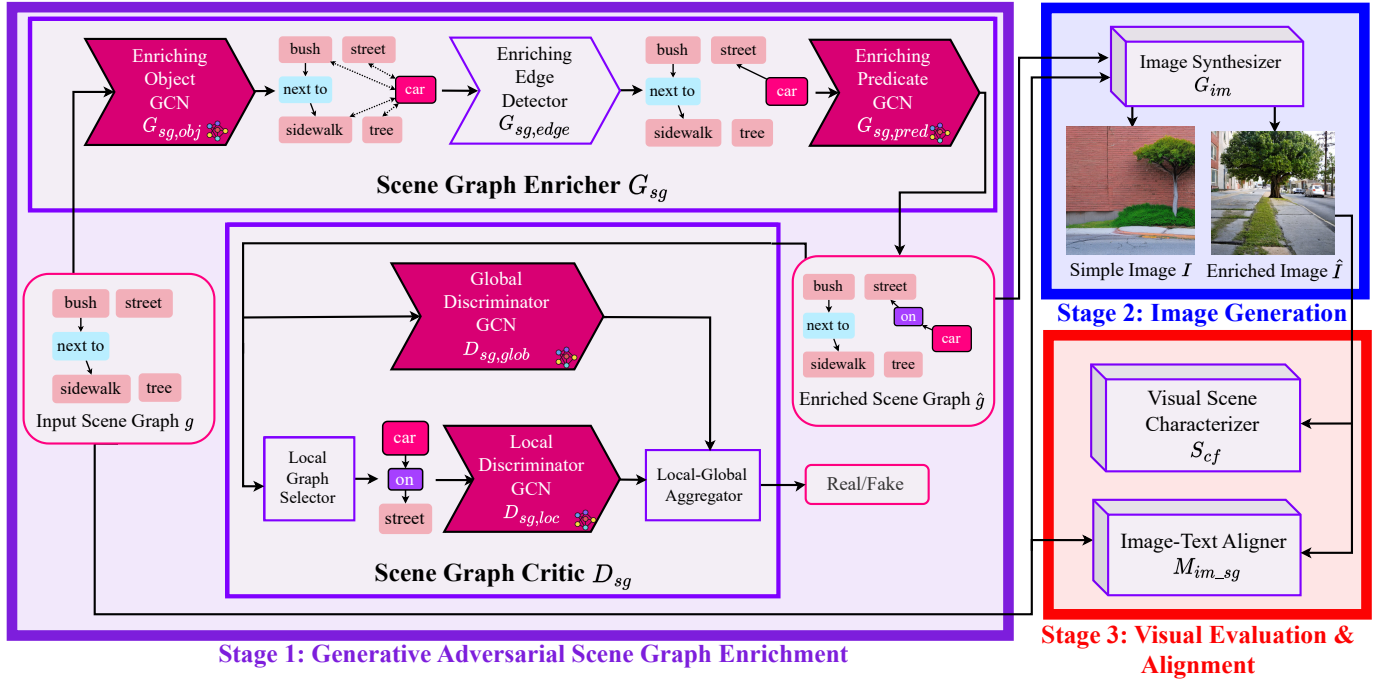 Enriching
Object
GCN
G_{sg,obj}
bush
street
next to
car
sidewalk
tree
Enriching
Edge
Detector
G_{sg,edge}
bush
street
next to
car
sidewalk
tree
Enriching
Predicate
GCN
G_{sg,pred}
Scene Graph Enricher G_{sg}
Input Scene Graph g
bush
street
next to
sidewalk
tree
Global
Discriminator
GCN
D_{sg,glob}
Local
Graph
Selector
car
on
street
Local
Discriminator
GCN
D_{sg,loc}
Local-Global
Aggregator
Real/Fake
Scene Graph Critic D_{sg}
bush
street
next to
on
car
sidewalk
tree
Enriched Scene Graph ĝ
Stage 1: Generative Adversarial Scene Graph Enrichment
Image Synthesizer
G_{im}
Simple Image I
Enriched Image Î
Stage 2: Image Generation
Visual Scene
Characterizer
S_{cf}
Image-Text Aligner
M_{im_sg}
Stage 3: Visual Evaluation &
Alignment